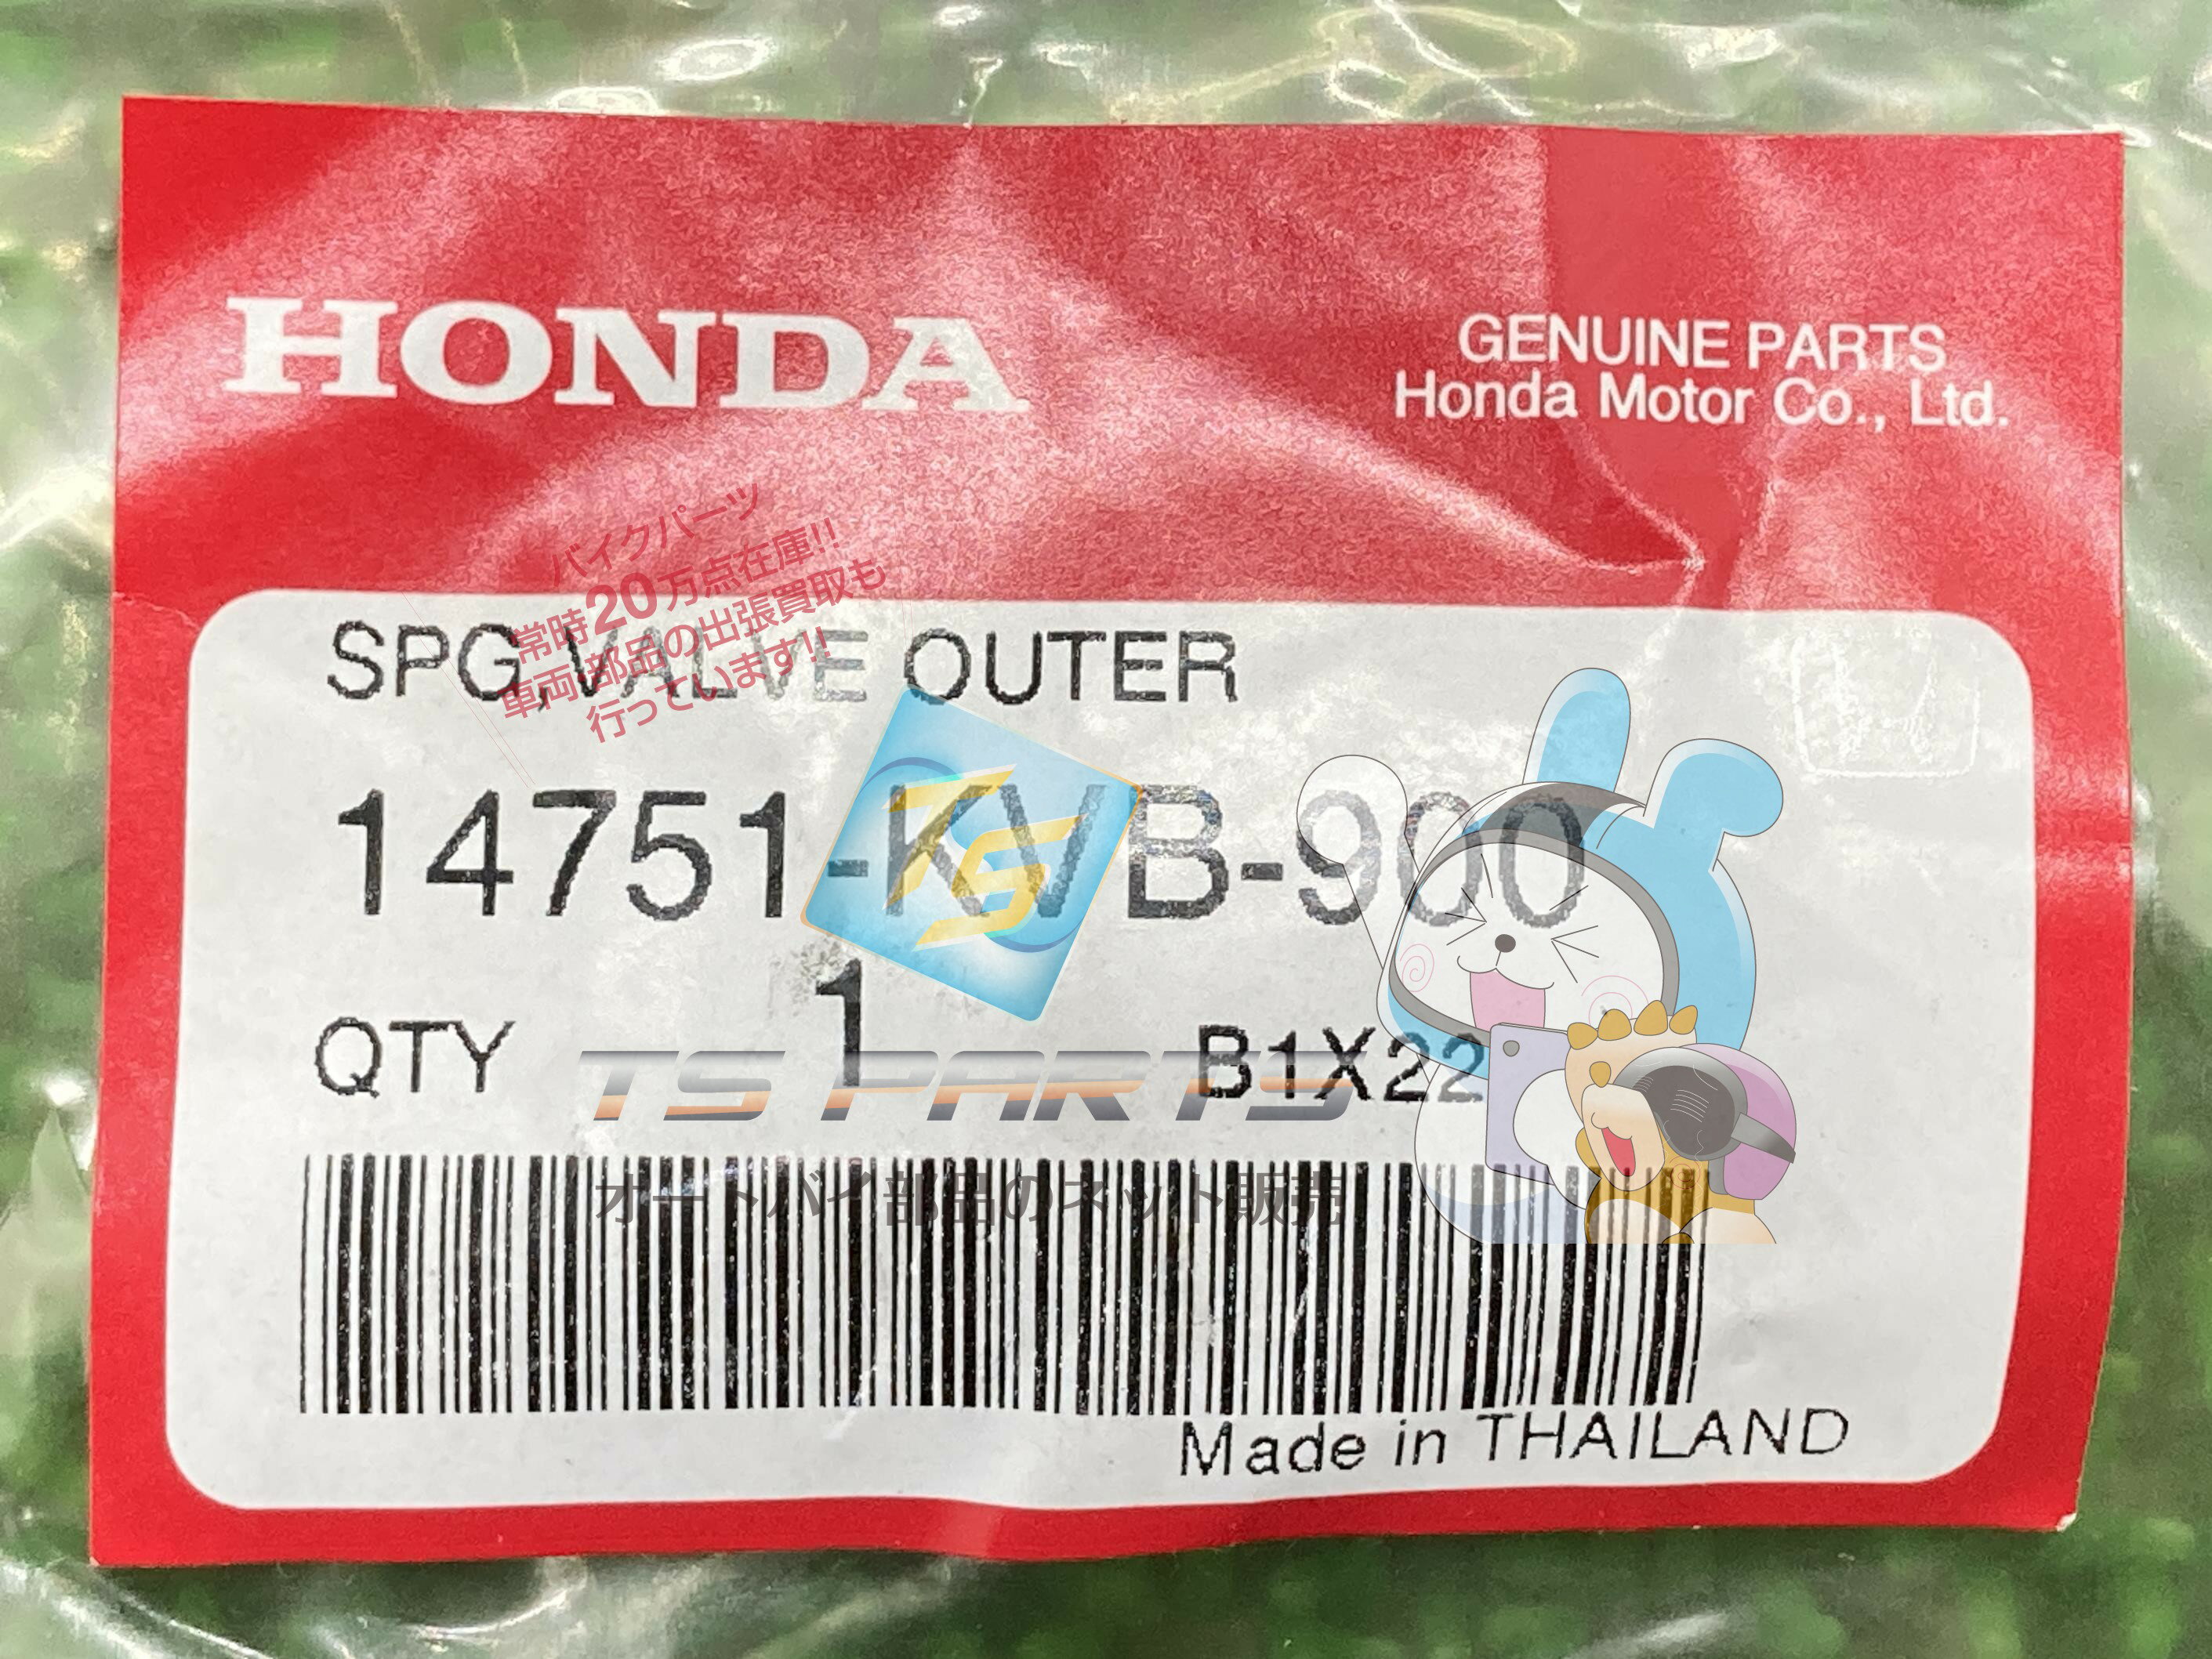 HONDA
GENUINE PARTS
Honda Motor Co., Ltd.
バイクパーツ
常時20万点在庫!!
車両・部品の出張買取も
行っています!!
SPG,VALVE OUTER
TS
14751-KVB-900
QTY 1 B1X22
TS PARTS
オートバイ部品のネット販売
Made in THAILAND